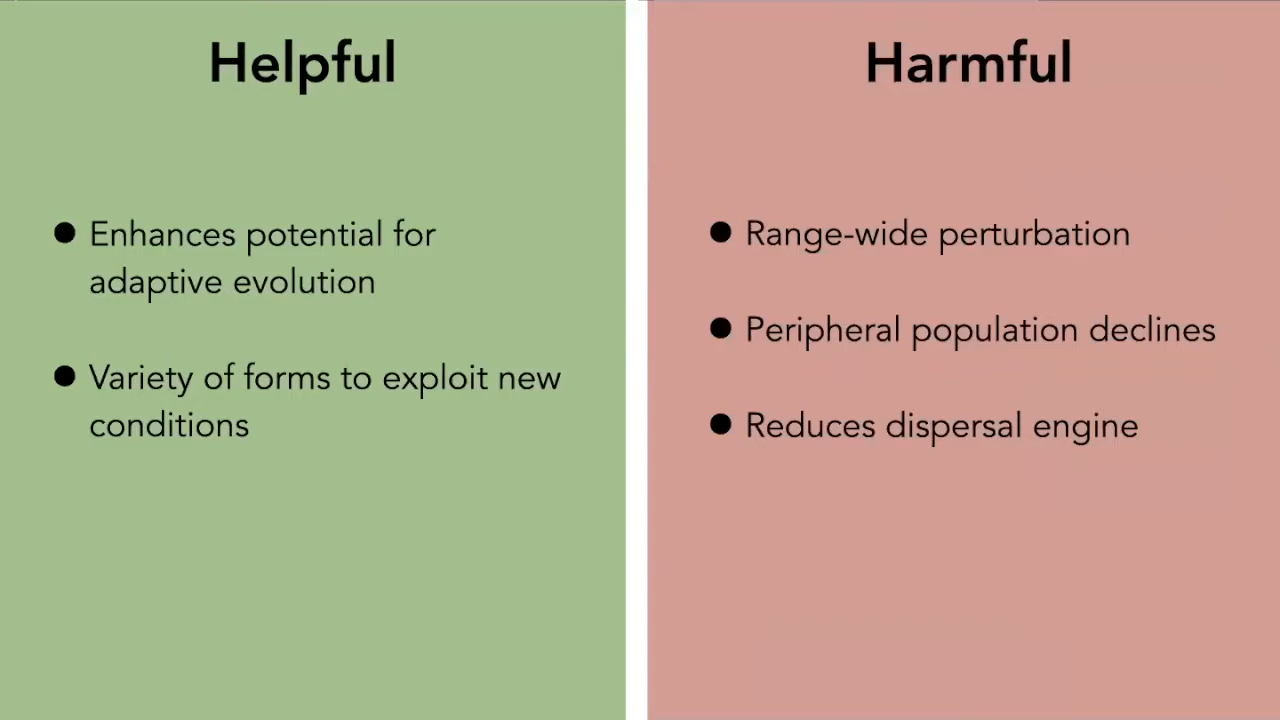 Helpful
● Enhances potential for
adaptive evolution
● Variety of forms to exploit new
conditions
Harmful
● Range-wide perturbation
● Peripheral population declines
● Reduces dispersal engine